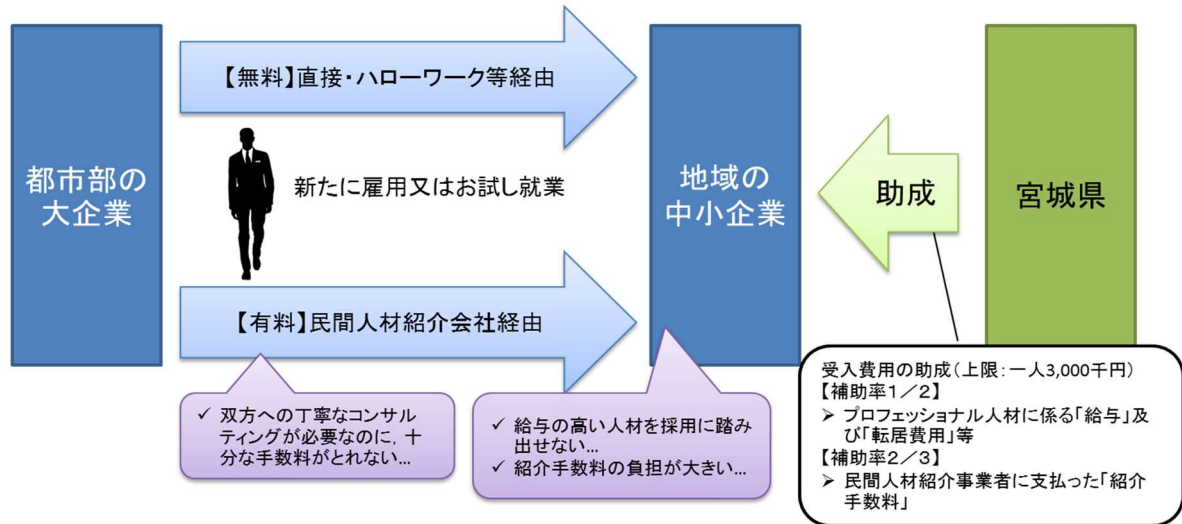 【無料】直接・ハローワーク等経由
都市部の
大企業
新たに雇用又はお試し就業
地域の
中小企業
助成
宮城県
【有料】民間人材紹介会社経由
✓ 双方への丁寧なコンサル
ティングが必要なのに，十
分な手数料がとれない…
✓ 給与の高い人材を採用に踏み
出せない…
✓ 紹介手数料の負担が大きい…
受入費用の助成（上限：一人3,000千円）
【補助率１／２】
➢ プロフェッショナル人材に係る「給与」及
び「転居費用」等
【補助率２／３】
➢ 民間人材紹介事業者に支払った「紹介
手数料」